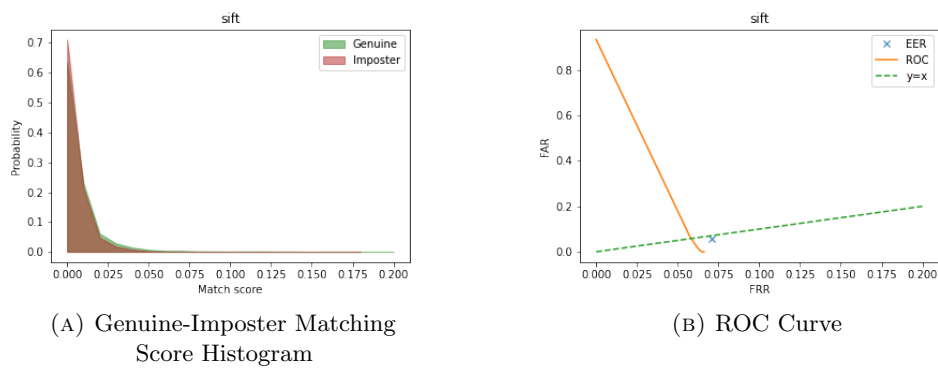 sift
0.7
0.6
0.5
0.4
0.3
0.2
0.1
0.0
Probability
Genuine
Imposter
0.000 0.025 0.050 0.075 0.100 0.125 0.150 0.175 0.200
Match score
(A) Genuine-Imposter Matching
Score Histogram
sift
0.8
0.6
0.4
0.2
0.0
FAR
EER
ROC
y=x
0.000 0.025 0.050 0.075 0.100 0.125 0.150 0.175 0.200
FRR
(B) ROC Curve